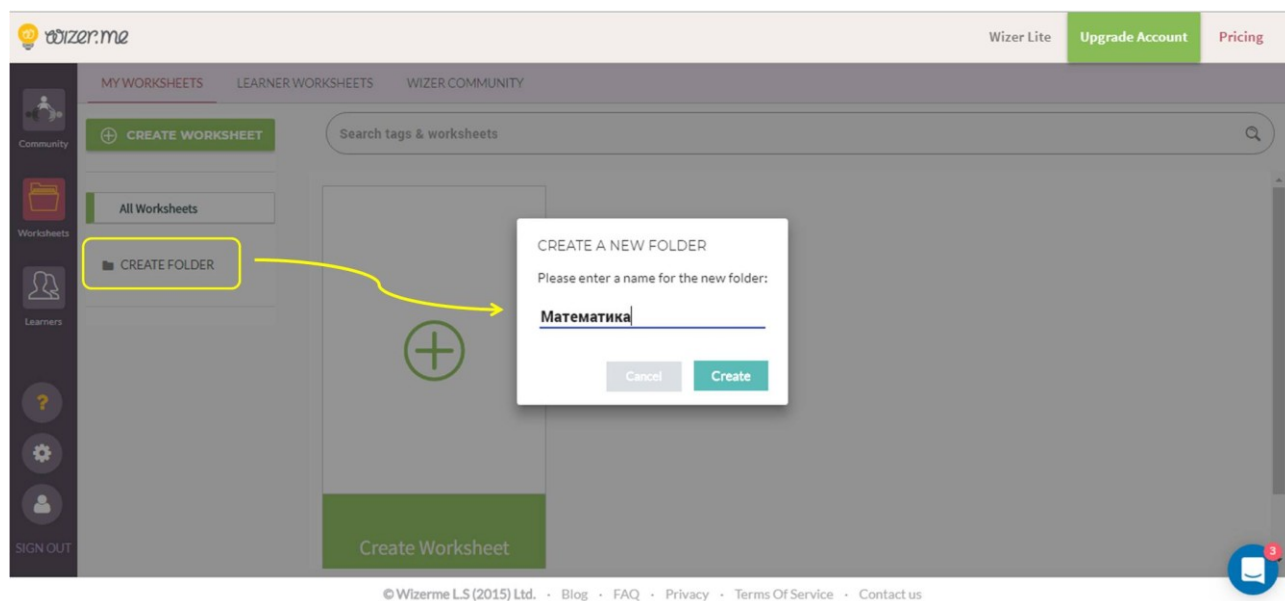 wizer.me
Wizer Lite Upgrade Account Pricing
MY WORKSHEETS LEARNER WORKSHEETS WIZER COMMUNITY
Community
CREATE WORKSHEET
Search tags & worksheets
Worksheets
All Worksheets
CREATE FOLDER
Learners
CREATE A NEW FOLDER
Please enter a name for the new folder:
Математика
Cancel Create
?
Create Worksheet
SIGN OUT
3
© Wizerme L.S (2015) Ltd. · Blog · FAQ · Privacy · Terms Of Service · Contact us